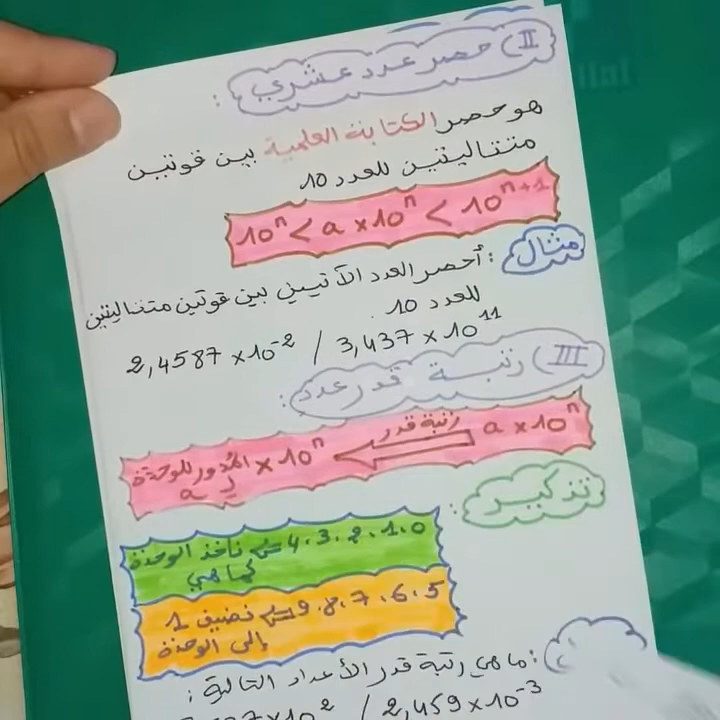 II) حصر عدد عشري :
هو حصر الكتابة العلمية بين قوتين
متتاليتين للعدد 10
10ⁿ < a × 10ⁿ < 10ⁿ⁺¹
مثال : أحصر العدد الآتيين بين قوتين متتاليتين
للعدد 10 .
2,4587 × 10⁻² / 3,437 × 10¹¹
III) رتبة قدر عدد :
a × 10ⁿ رتبة قدر المدور للوحدة × 10ⁿ
لـ a
تذكير :
0 . 1 . 2 . 3 . 4 => نأخذ الوحدة
كما هي
5 . 6 . 7 . 8 . 9 => نضيف 1
إلى الوحدة
: ما هي رتبة قدر الأعداد التالية :
× 10² / 2,459 × 10⁻³